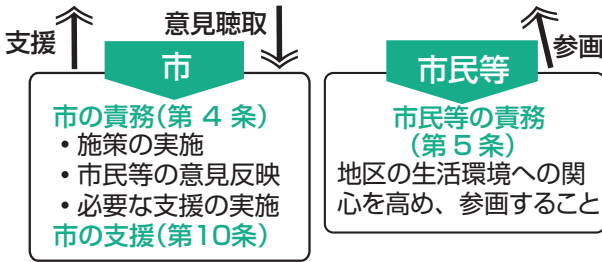 支援
意見聴取
参画
市
市の責務(第４条)
・施策の実施
・市民等の意見反映
・必要な支援の実施
市の支援(第10条)
市民等
市民等の責務
(第５条)
地区の生活環境への関
心を高め、参画すること